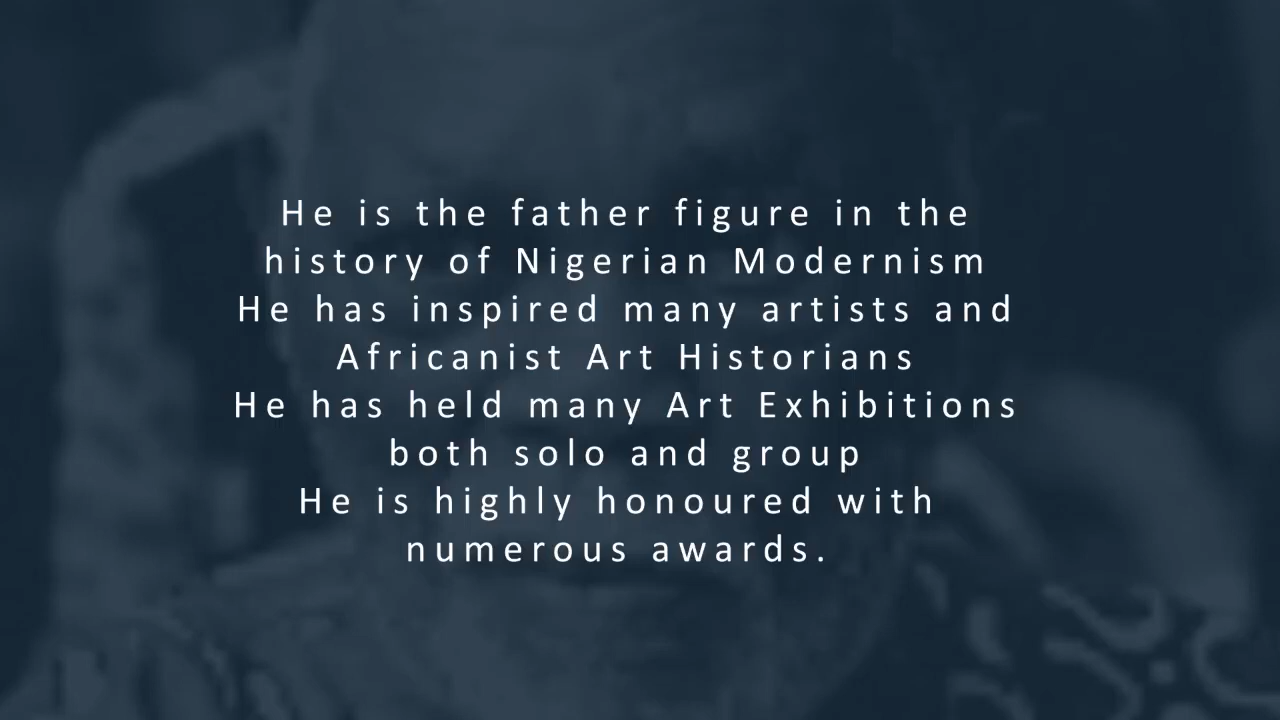 He is the father figure in the
history of Nigerian Modernism
He has inspired many artists and
Africanist Art Historians
He has held many Art Exhibitions
both solo and group
He is highly honoured with
numerous awards.